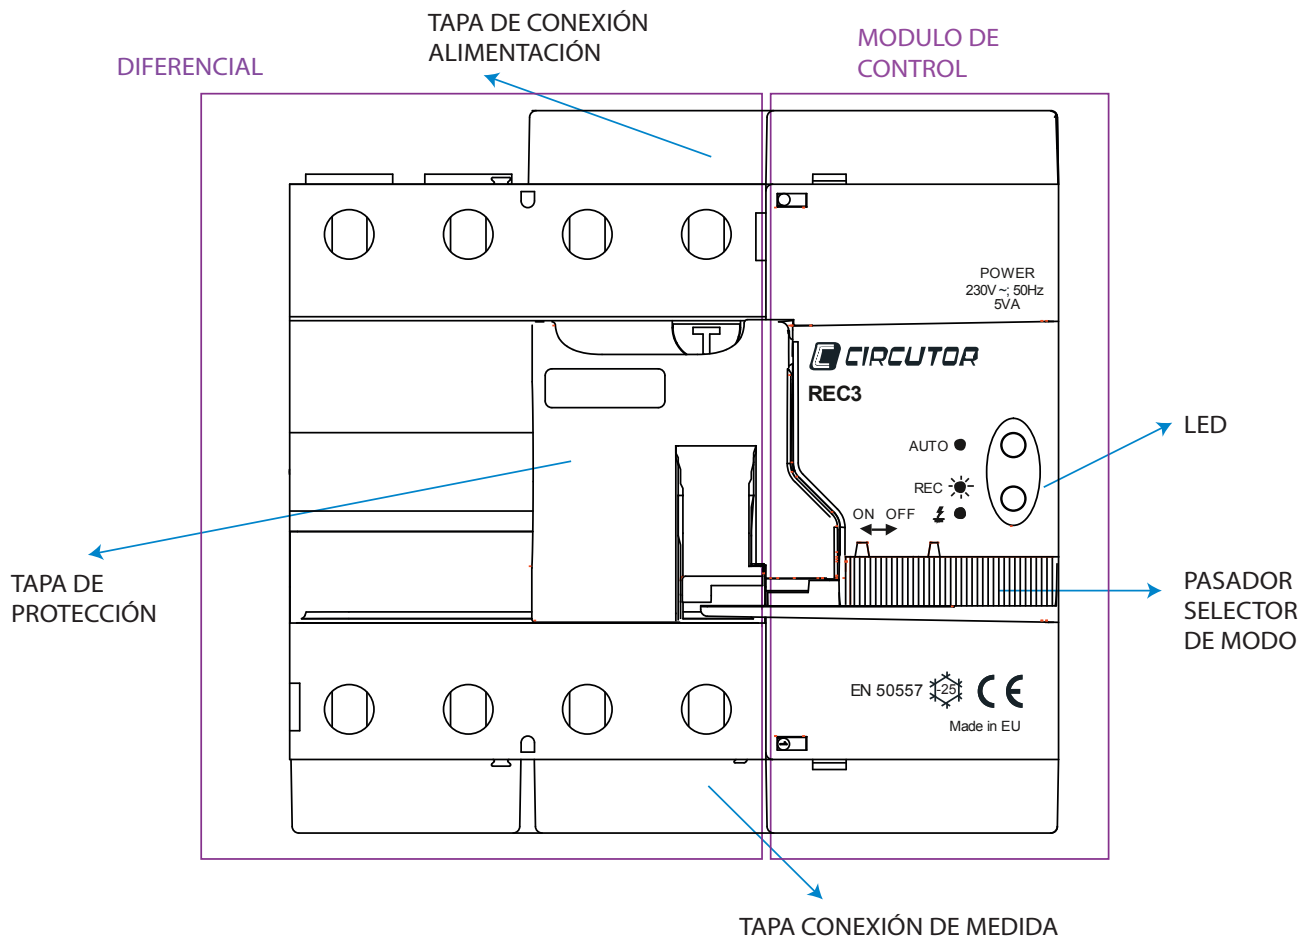 TAPA DE CONEXIÓN
ALIMENTACIÓN
MODULO DE
CONTROL
DIFERENCIAL
POWER
230V ~; 50Hz
5VA
CIRCUTOR
REC3
AUTO
LED
REC
ON OFF
TAPA DE
PROTECCIÓN
PASADOR
SELECTOR
DE MODO
EN 50557 -25 CE
Made in EU
TAPA CONEXIÓN DE MEDIDA